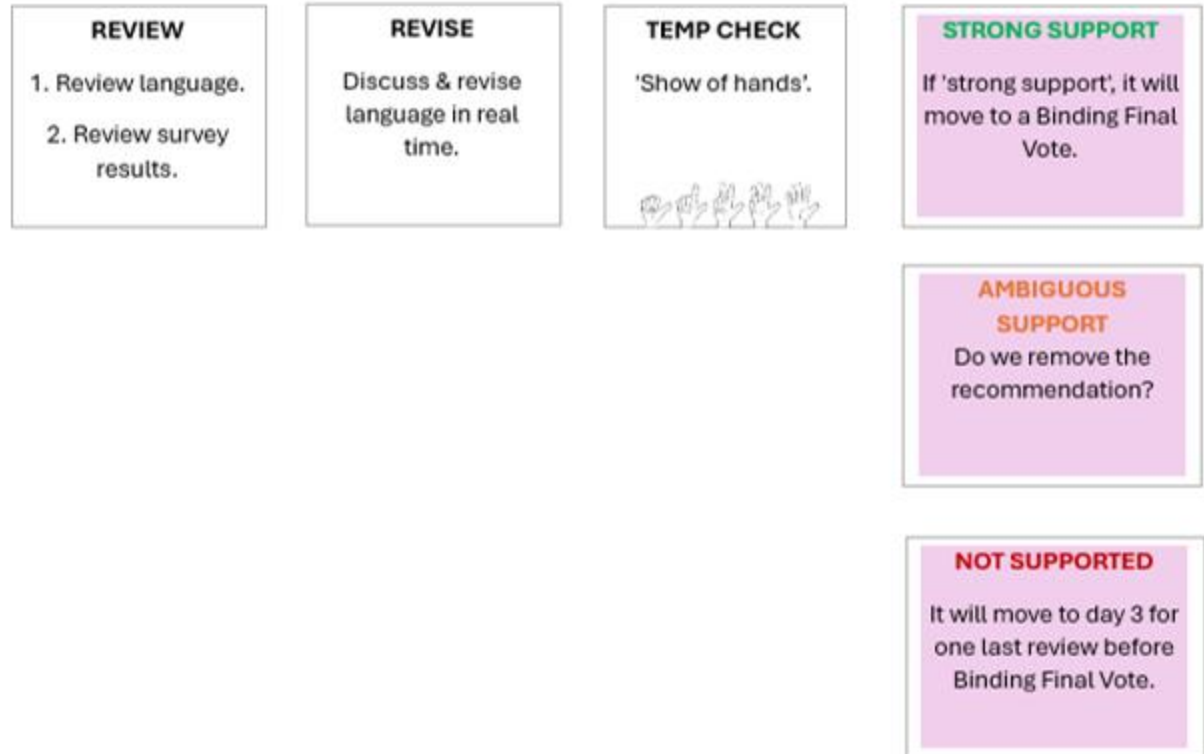 REVIEW
1. Review language.
2. Review survey
results.
REVISE
Discuss & revise
language in real
time.
TEMP CHECK
'Show of hands'.
STRONG SUPPORT
If 'strong support', it will
move to a Binding Final
Vote.
AMBIGUOUS
SUPPORT
Do we remove the
recommendation?
NOT SUPPORTED
It will move to day 3 for
one last review before
Binding Final Vote.